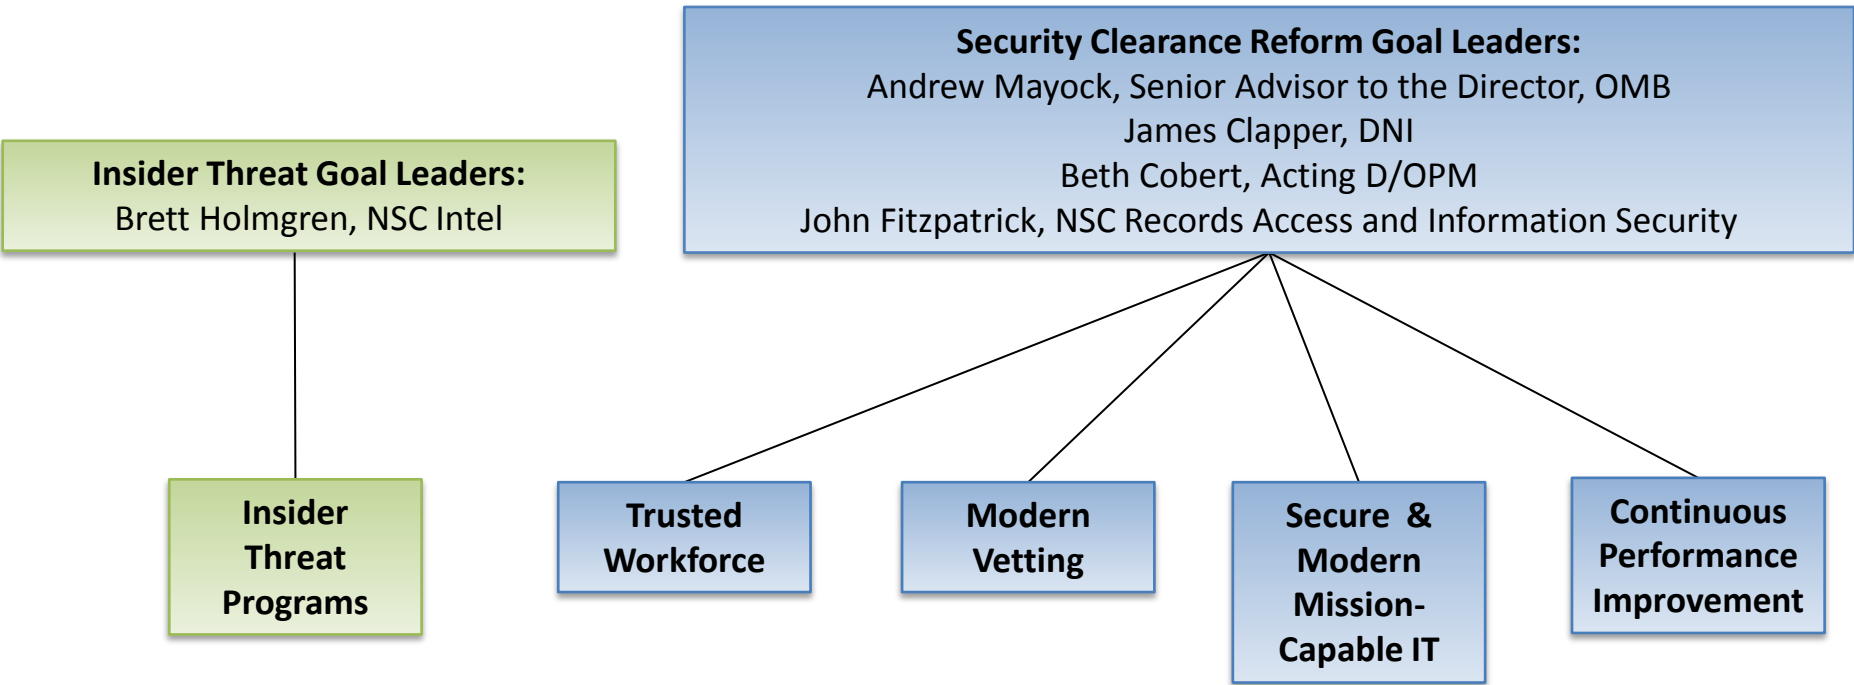 Security Clearance Reform Goal Leaders:
Andrew Mayock, Senior Advisor to the Director, OMB
James Clapper, DNI
Beth Cobert, Acting D/OPM
John Fitzpatrick, NSC Records Access and Information Security
Insider Threat Goal Leaders:
Brett Holmgren, NSC Intel
Insider
Threat
Programs
Trusted
Workforce
Modern
Vetting
Secure & 
Modern
Mission-
Capable IT
Continuous
Performance
Improvement